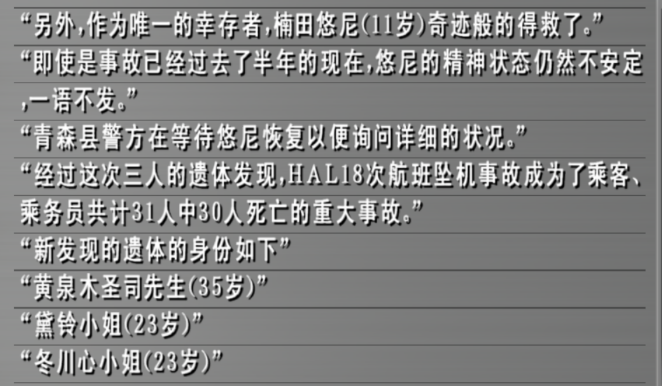 “另外,作为唯一的幸存者,楠田悠尼(11岁)奇迹般的得救了。”
“即使是事故已经过去了半年的现在,悠尼的精神状态仍然不安定
,一语不发。”
“青森县警方在等待悠尼恢复以便询问详细的状况。”
“经过这次三人的遗体发现,HAL18次航班坠机事故成为了乘客、
乘务员共计31人中30人死亡的重大事故。”
“新发现的遗体的身份如下”
“黄泉木圣司先生(35岁)”
“黛铃小姐(23岁)”
“冬川心小姐(23岁)”